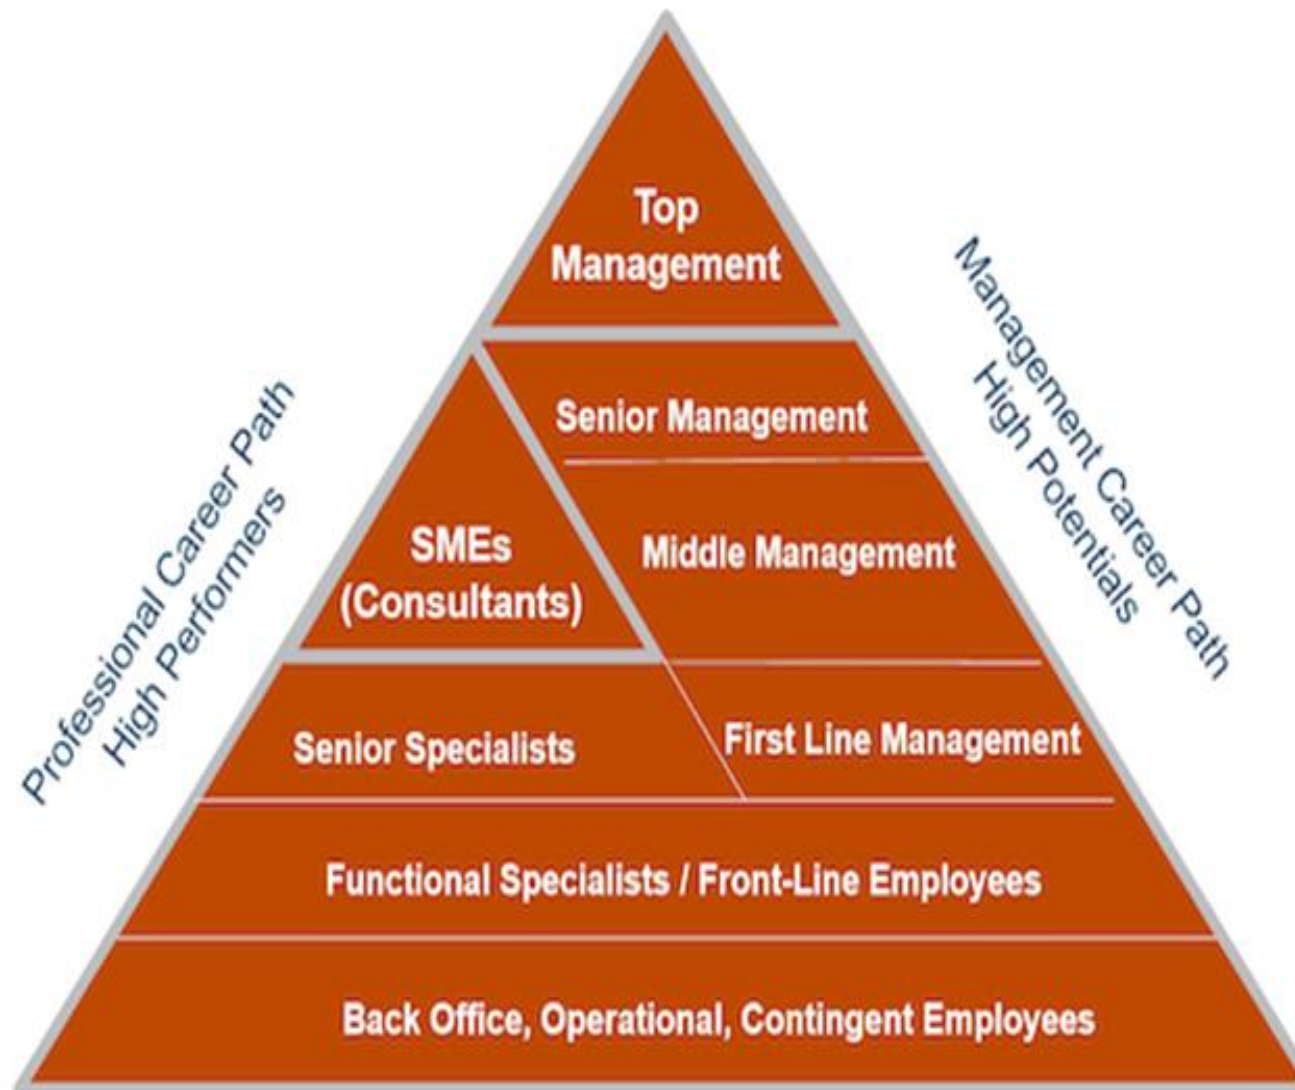 Top
Management
Senior Management
Middle Management
SMEs
(Consultants)
Senior Specialists
First Line Management
Functional Specialists / Front-Line Employees
Back Office, Operational, Contingent Employees
Professional Career Path
High Performers
Management Career Path
High Potentials